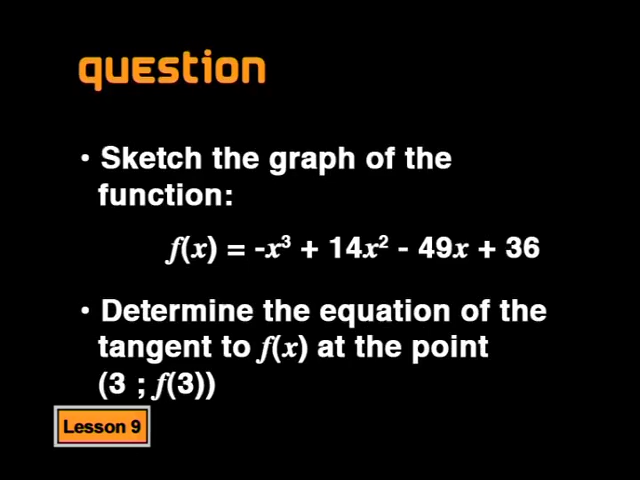 question
• Sketch the graph of the
function:
f(x) = -x³ + 14x² - 49x + 36
• Determine the equation of the
tangent to f(x) at the point
(3 ; f(3))
Lesson 9